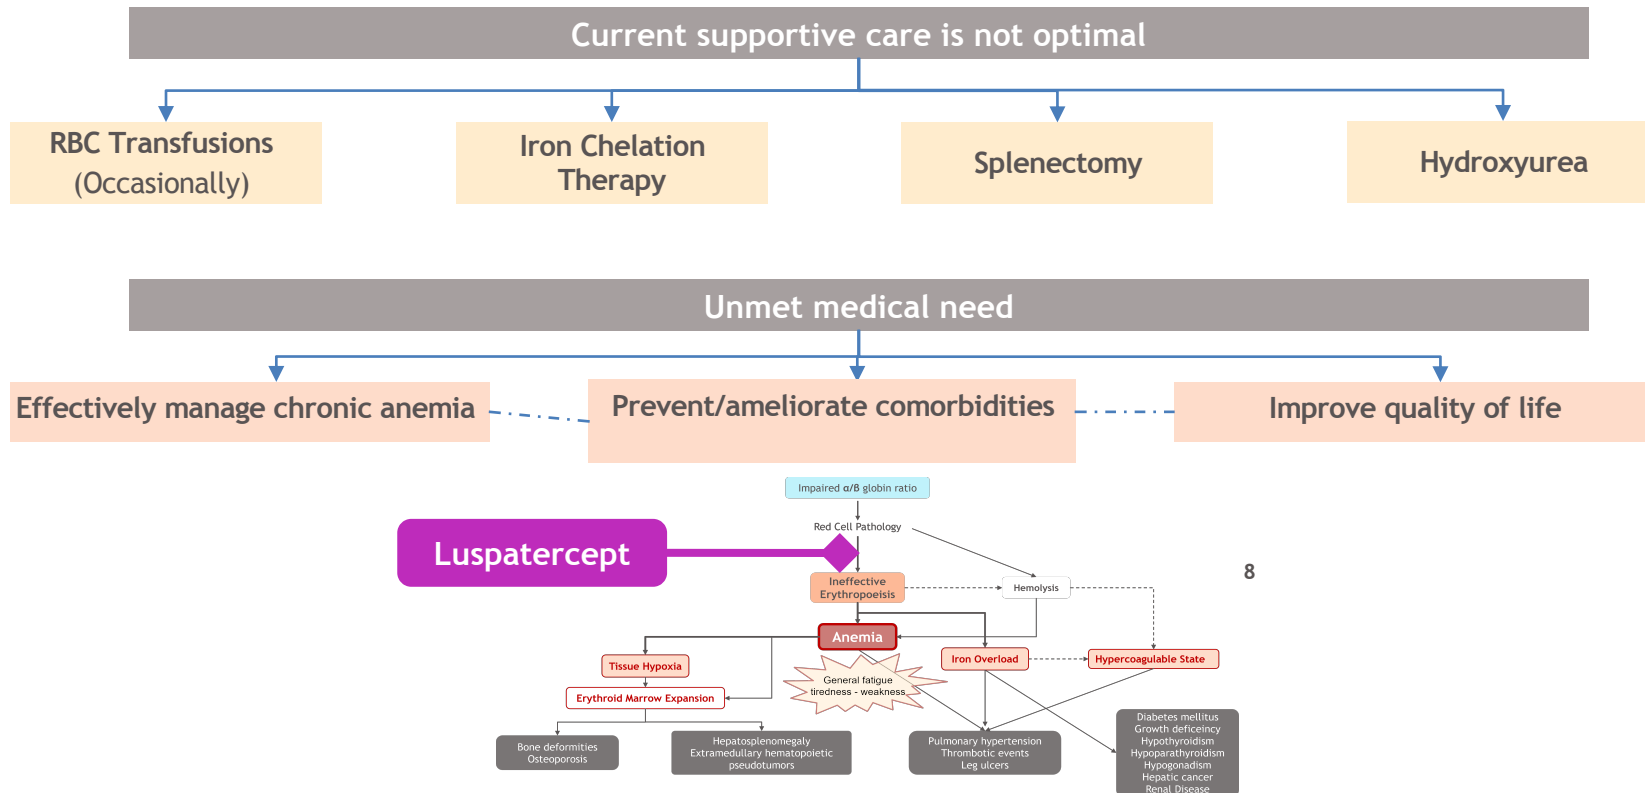 Current supportive care is not optimal
RBC Transfusions
(Occasionally)
Iron Chelation
Therapy
Splenectomy
Hydroxyurea
Unmet medical need
Effectively manage chronic anemia
Prevent/ameliorate comorbidities
Improve quality of life
Impaired α/β globin ratio
Red Cell Pathology
Luspatercept
8
Ineffective
Erythropoeisis
Hemolysis
Anemia
Tissue Hypoxia
Iron Overload
Hypercoagulable State
General fatigue
tiredness - weakness
Erythroid Marrow Expansion
Bone deformities
Osteoporosis
Hepatosplenomegaly
Extramedullary hematopoietic
pseudotumors
Pulmonary hypertension
Thrombotic events
Leg ulcers
Diabetes mellitus
Growth deficeincy
Hypothyroidism
Hypoparathyroidism
Hypogonadism
Hepatic cancer
Renal Disease